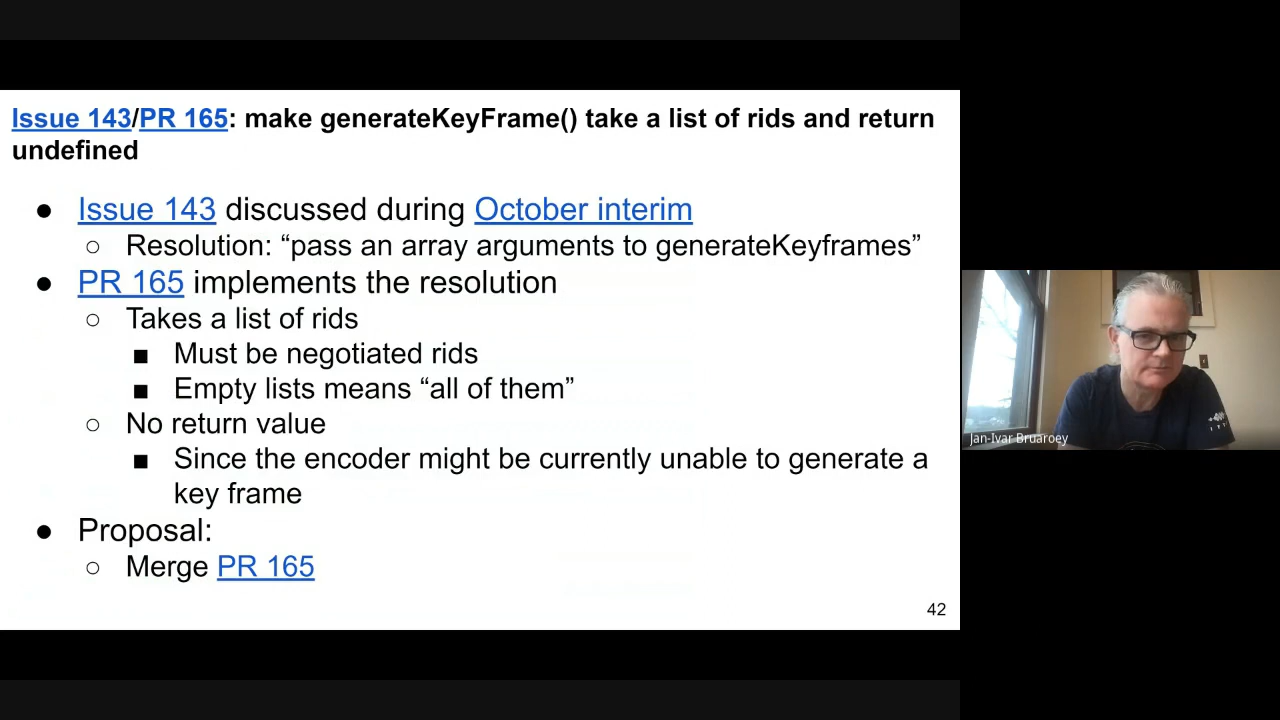 Issue 143/PR 165: make generateKeyFrame() take a list of rids and return
undefined
● Issue 143 discussed during October interim
○ Resolution: “pass an array arguments to generateKeyframes”
● PR 165 implements the resolution
○ Takes a list of rids
■ Must be negotiated rids
■ Empty lists means “all of them”
○ No return value
■ Since the encoder might be currently unable to generate a
key frame
● Proposal:
○ Merge PR 165
42
Jan-Ivar Bruaroey